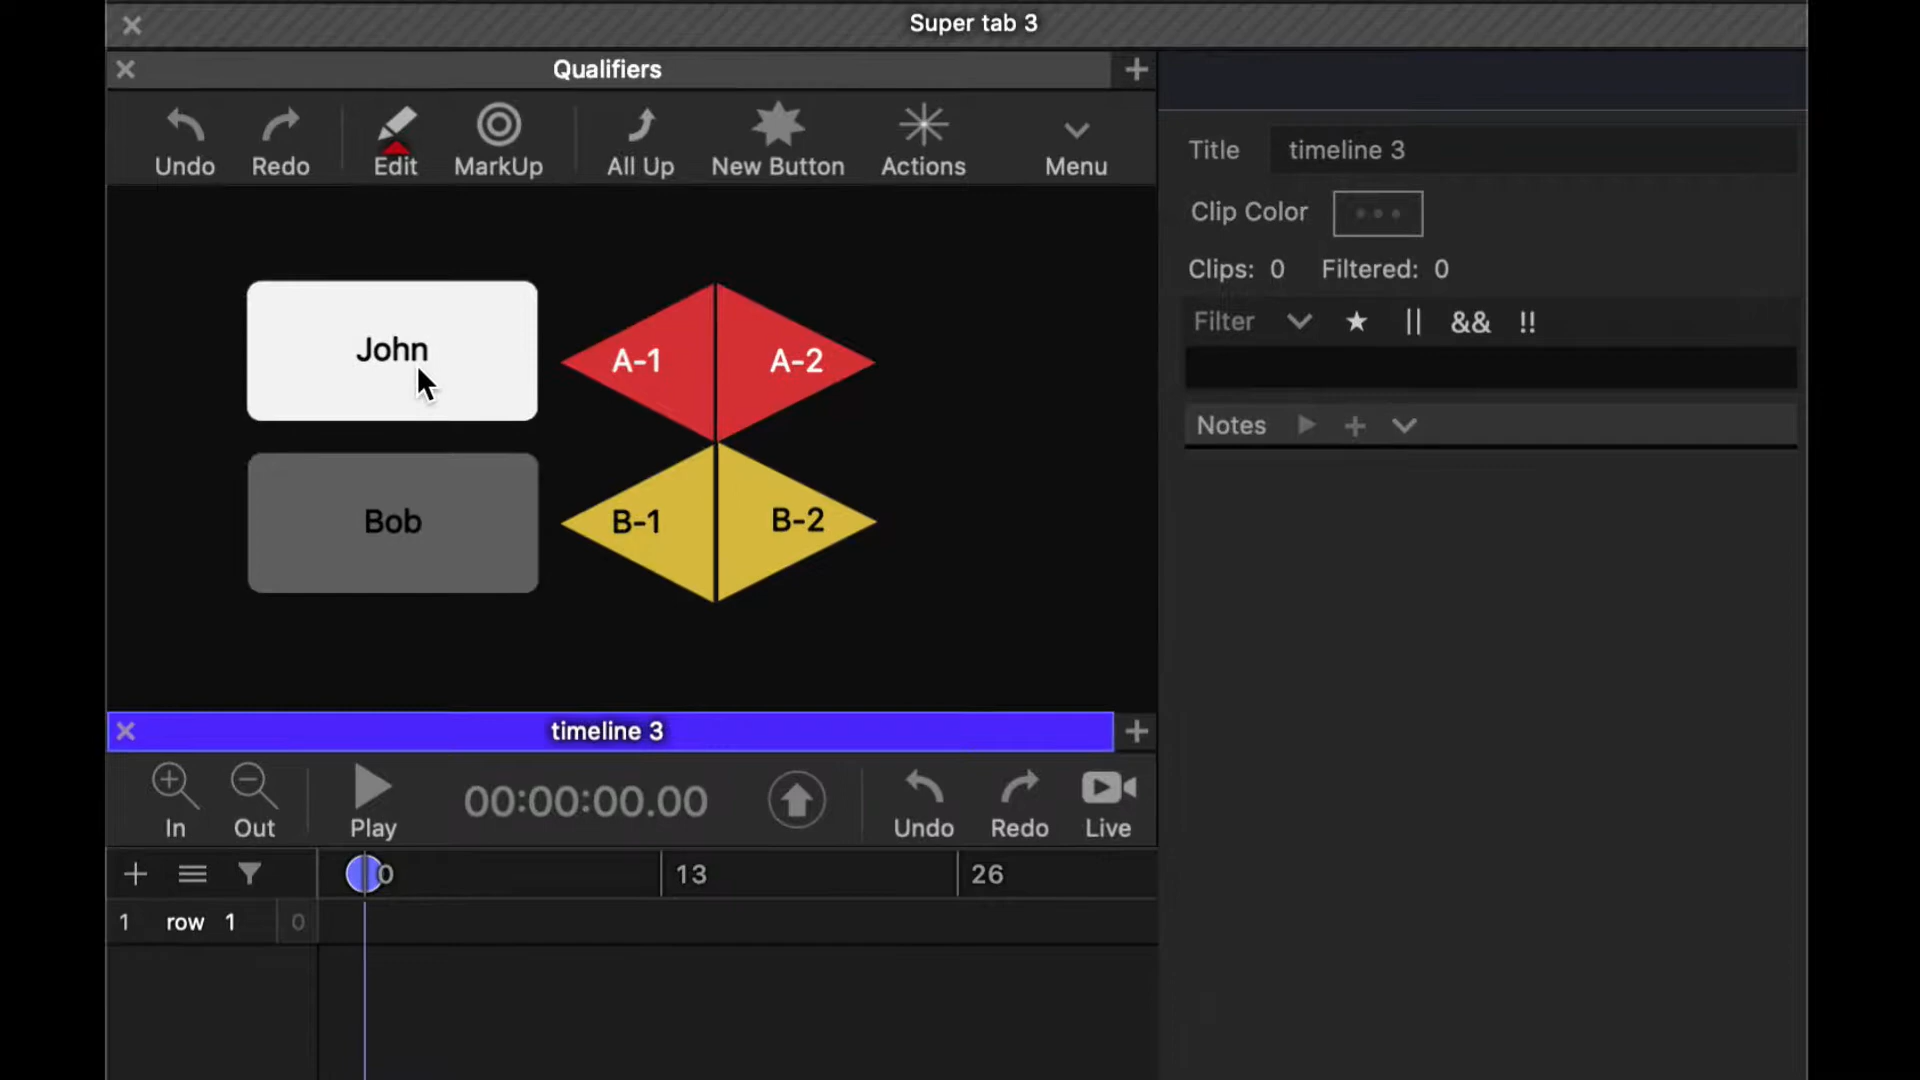 Super tab 3
Qualifiers
Undo Redo Edit MarkUp All Up New Button Actions Menu
John A-1 A-2
Bob B-1 B-2
Title timeline 3
Clip Color
Clips: 0 Filtered: 0
Filter || && !!
Notes
timeline 3
In Out Play 00:00:00.00 Undo Redo Live
0 13 26
1 row 1 0